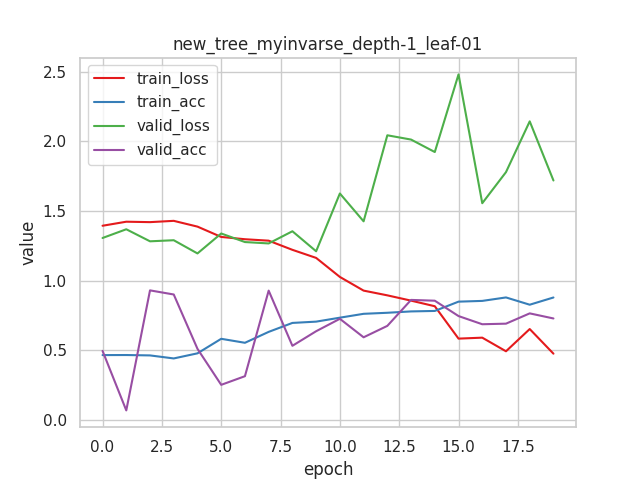 new_tree_myinvarse_depth-1_leaf-01
train_loss
train_acc
valid_loss
valid_acc
value
2.5
2.0
1.5
1.0
0.5
0.0
0.0
2.5
5.0
7.5
10.0
12.5
15.0
17.5
epoch